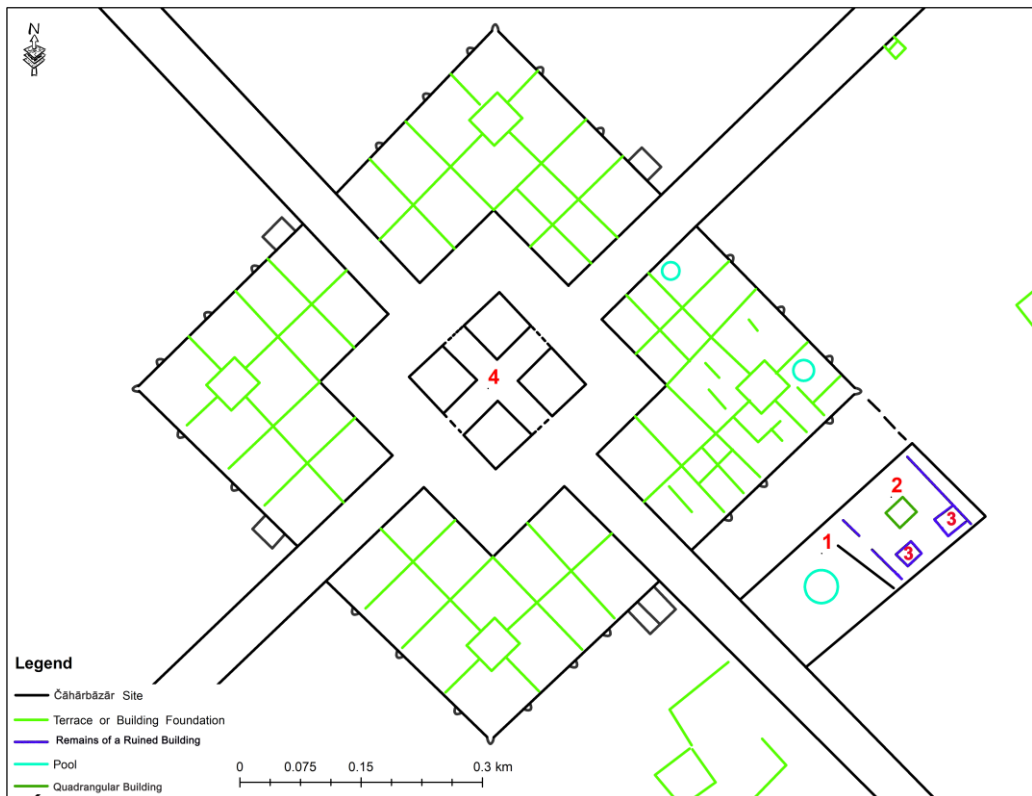 N
4
2
3
1
3
Legend
Čāhārbāzār Site
Terrace or Building Foundation
Remains of a Ruined Building
Pool
Quadrangular Building
0 0.075 0.15 0.3 km